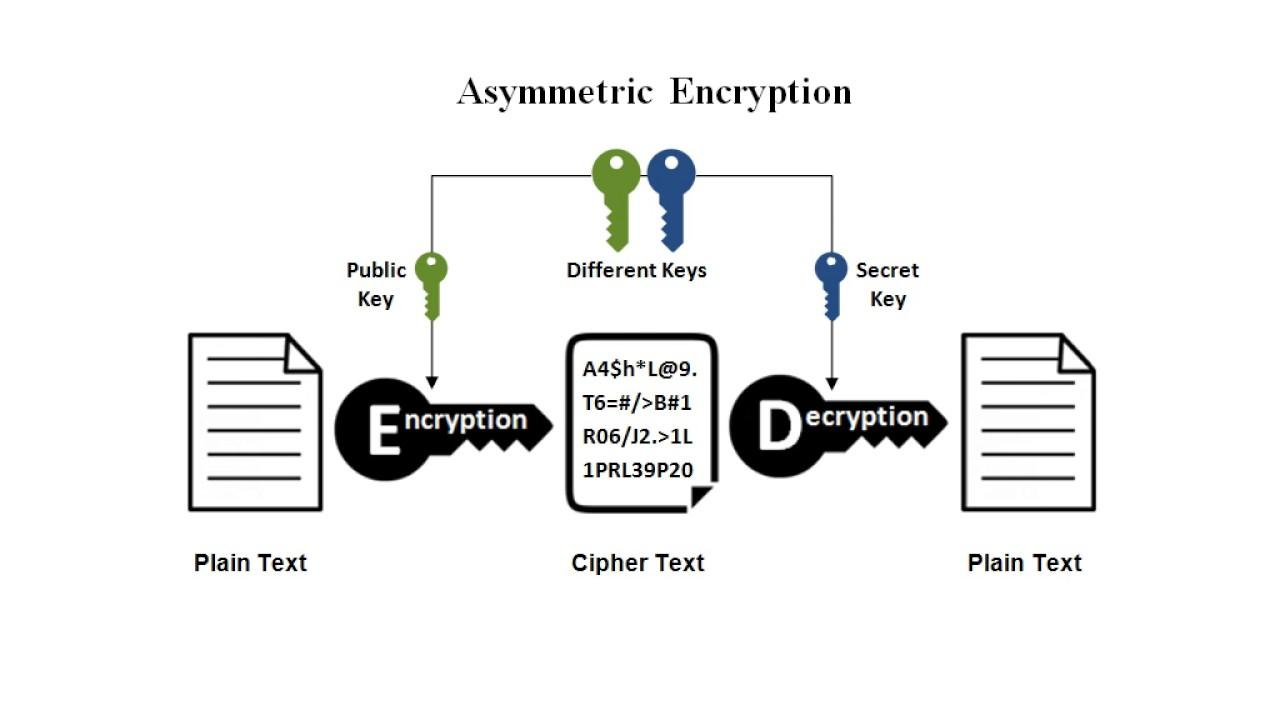 Asymmetric Encryption
Public
Key
Different Keys
Secret
Key
Encryption
A4$h*L@9.
T6=#/>B#1
R06/J2.>1L
1PRL39P20
Decryption
Plain Text
Cipher Text
Plain Text